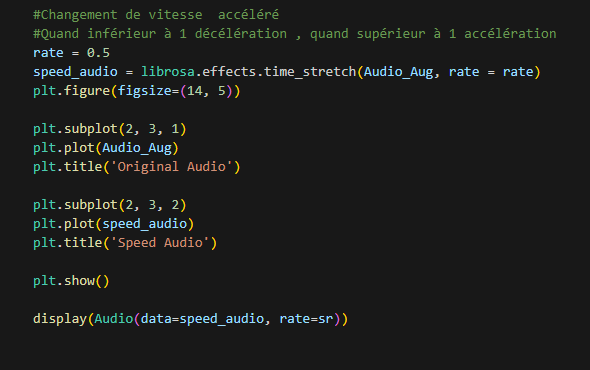 #Changement de vitesse  accéléré
#Quand inférieur à 1 décélération , quand supérieur à 1 accélération
rate = 0.5
speed_audio = librosa.effects.time_stretch(Audio_Aug, rate = rate)
plt.figure(figsize=(14, 5))
plt.subplot(2, 3, 1)
plt.plot(Audio_Aug)
plt.title('Original Audio')
plt.subplot(2, 3, 2)
plt.plot(speed_audio)
plt.title('Speed Audio')
plt.show()
display(Audio(data=speed_audio, rate=sr))